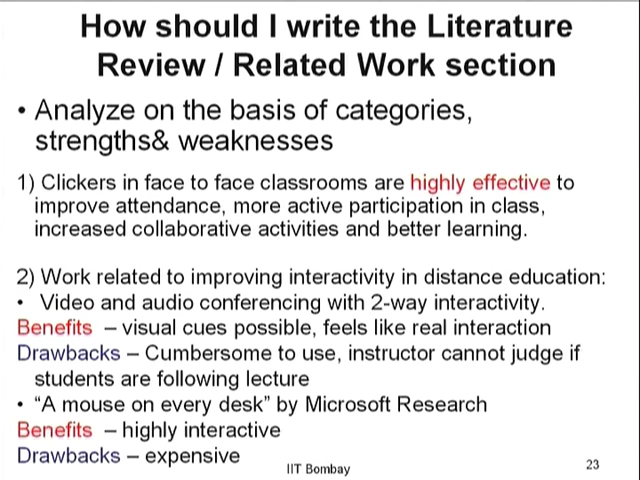 How should I write the Literature
Review / Related Work section
• Analyze on the basis of categories,
strengths& weaknesses
1) Clickers in face to face classrooms are highly effective to
improve attendance, more active participation in class,
increased collaborative activities and better learning.
2) Work related to improving interactivity in distance education:
• Video and audio conferencing with 2-way interactivity.
Benefits – visual cues possible, feels like real interaction
Drawbacks – Cumbersome to use, instructor cannot judge if
students are following lecture
• “A mouse on every desk” by Microsoft Research
Benefits – highly interactive
Drawbacks – expensive
IIT Bombay
23